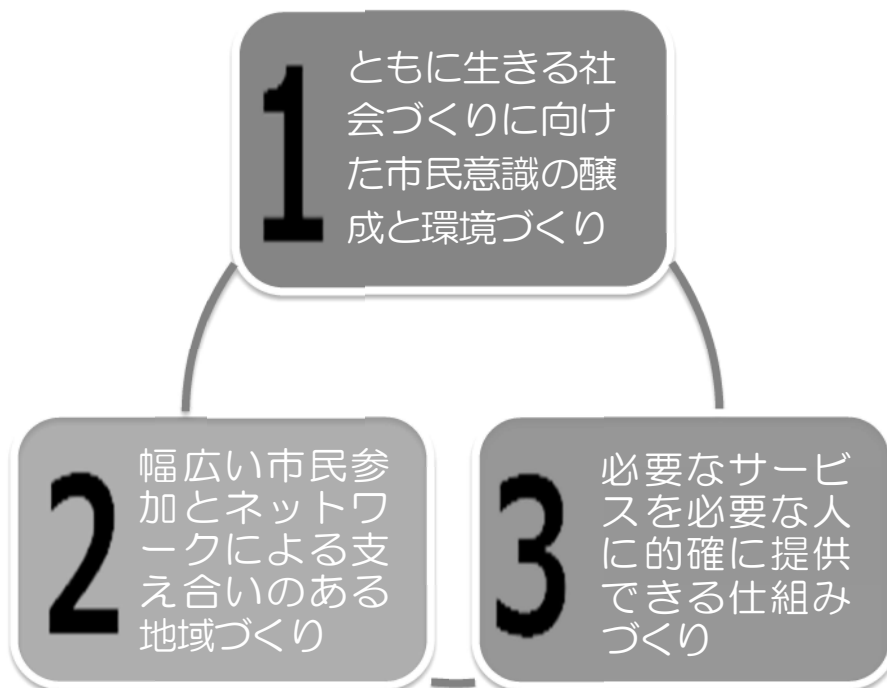 1
ともに生きる社
会づくりに向け
た市民意識の醸
成と環境づくり
2
幅広い市民参
加とネットワ
ークによる支
え合いのある
地域づくり
3
必要なサービ
スを必要な人
に的確に提供
できる仕組み
づくり